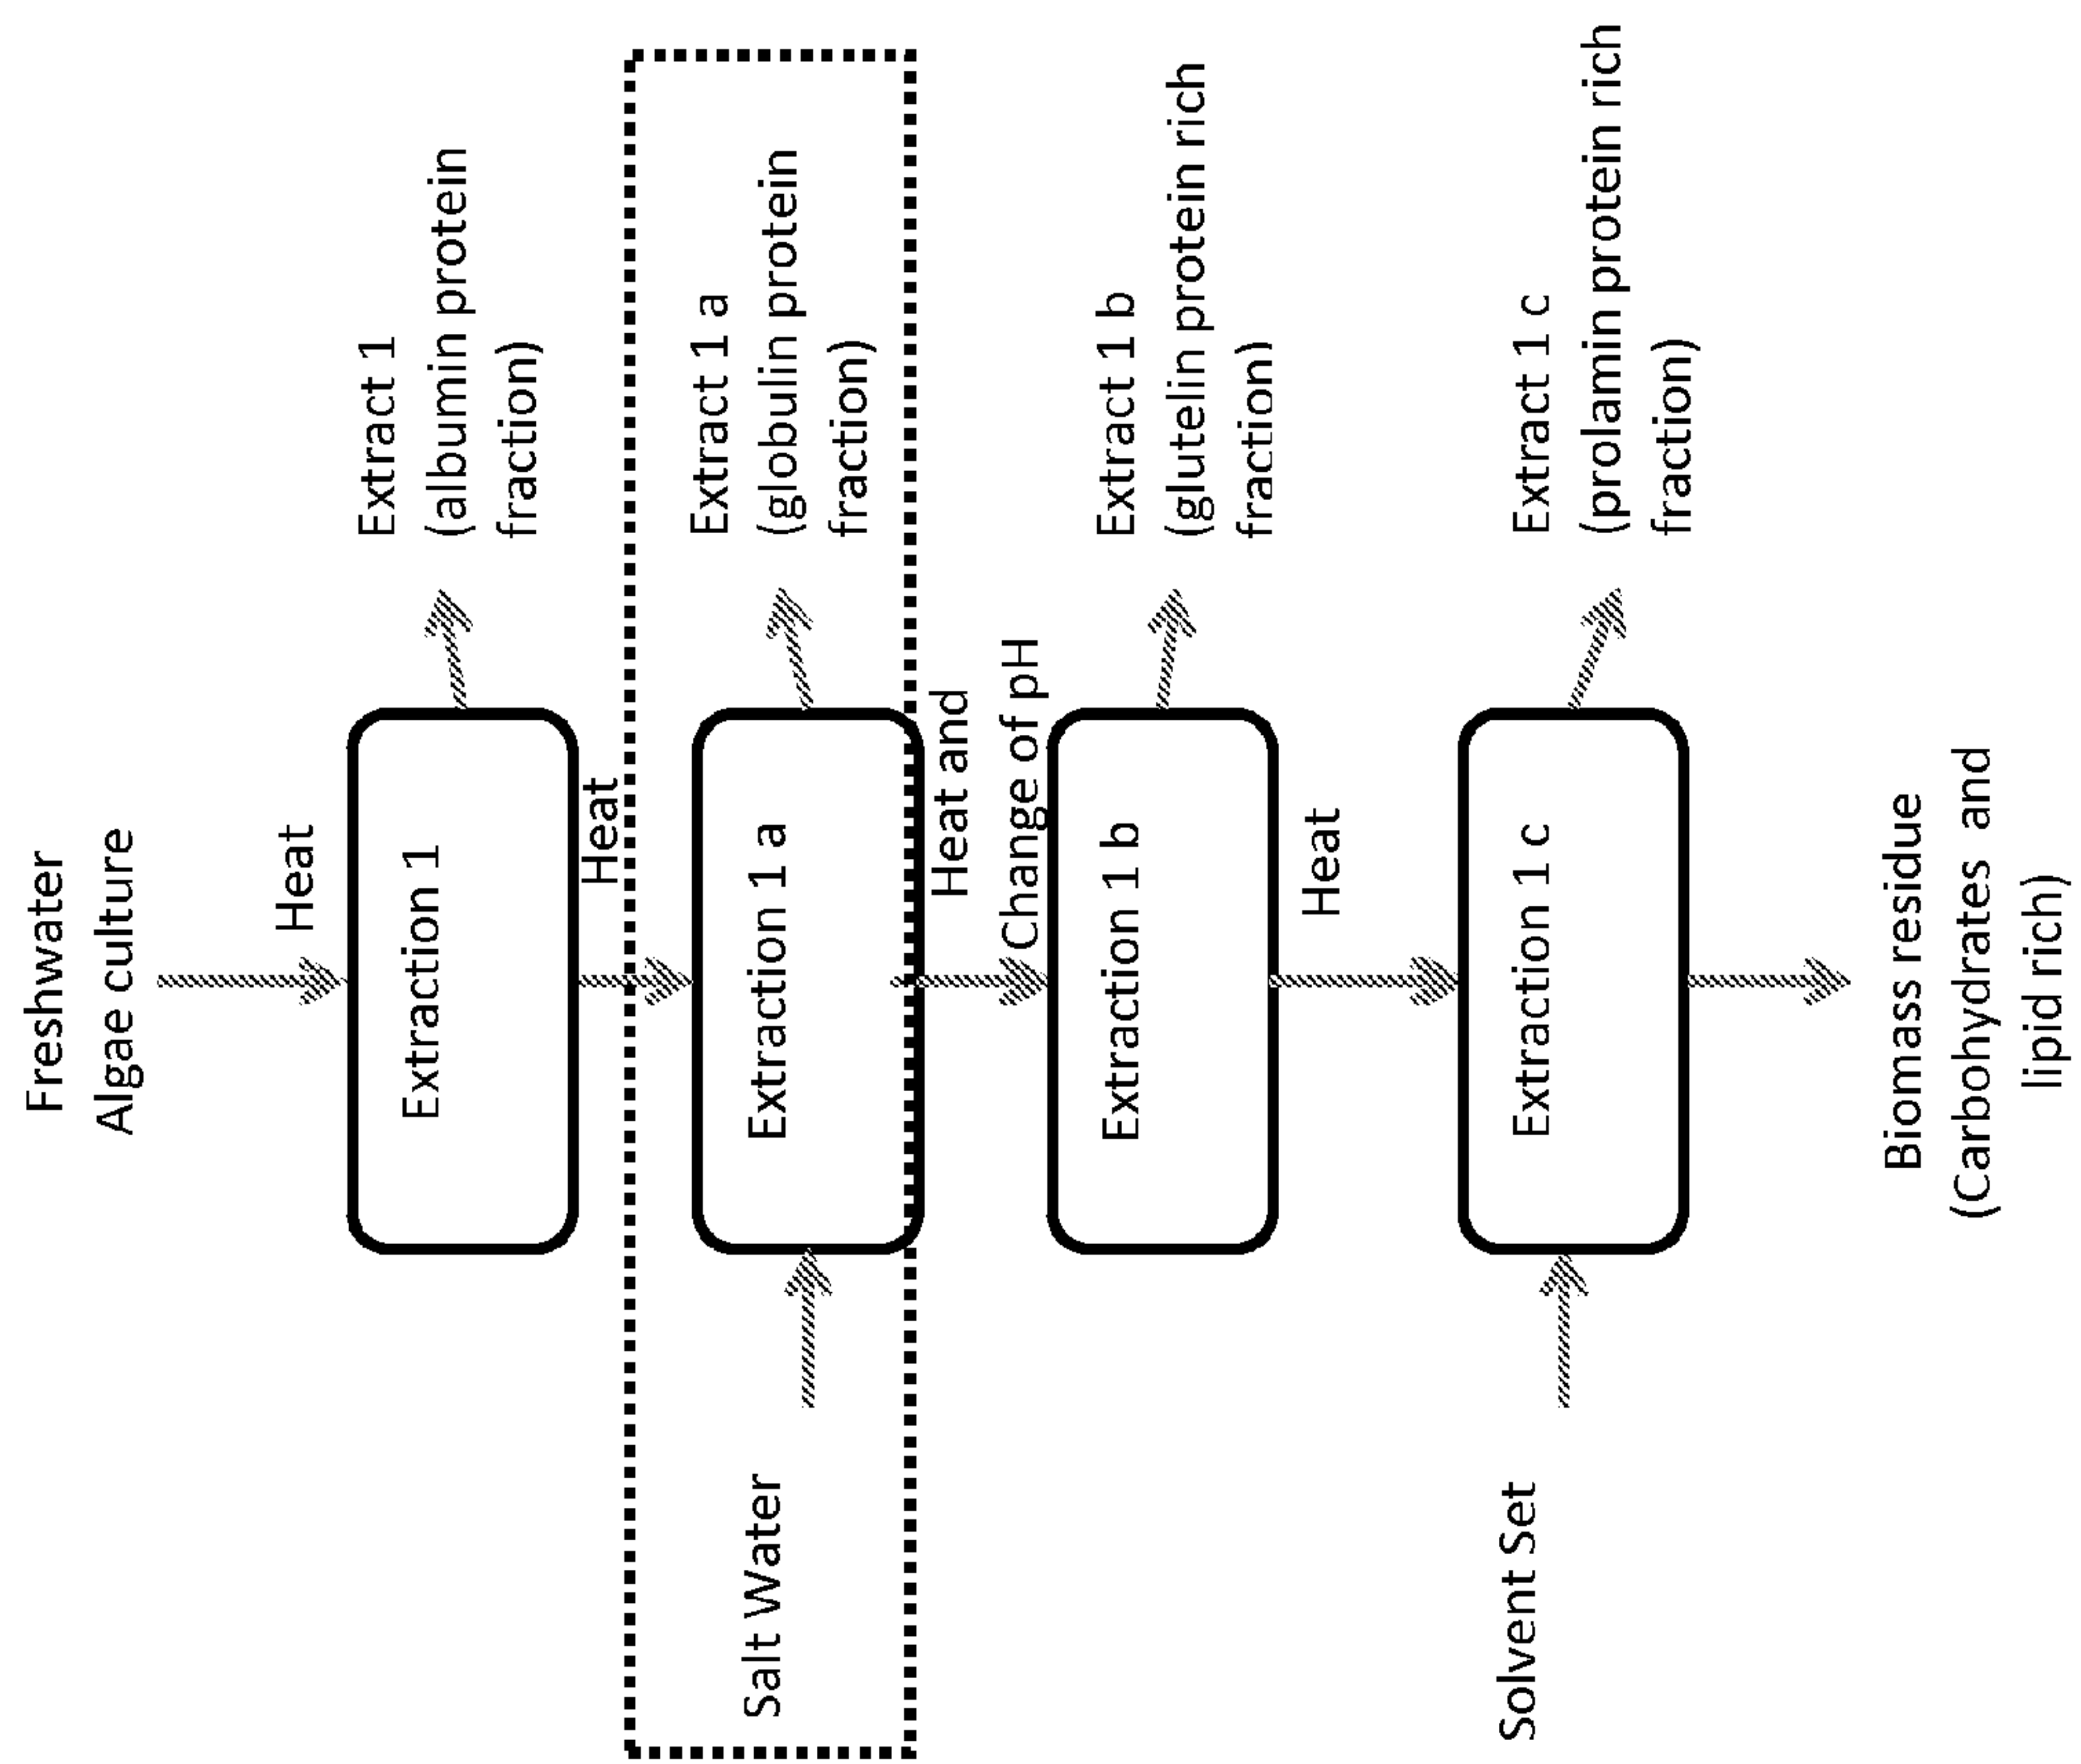 Freshwater
Algae culture
Heat
Extraction 1
Extract 1
(albumin protein
fraction)
Heat
Salt Water
Extraction 1 a
Extract 1 a
(globulin protein
fraction)
Heat and
Change of pH
Extraction 1 b
Extract 1 b
(glutelin protein rich
fraction)
Heat
Solvent Set
Extraction 1 c
Extract 1 c
(prolamin protein rich
fraction)
Biomass residue
(Carbohydrates and
lipid rich)